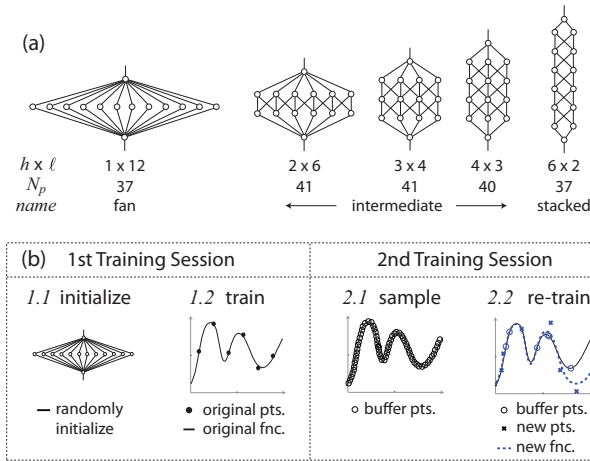 (a)
h x ℓ 1 x 12 2 x 6 3 x 4 4 x 3 6 x 2
Np 37 41 41 40 37
name fan intermediate stacked
(b) 1st Training Session 2nd Training Session
1.1 initialize 1.2 train 2.1 sample 2.2 re-train
randomly initialize
original pts.
original fnc.
buffer pts.
buffer pts.
new pts.
new fnc.